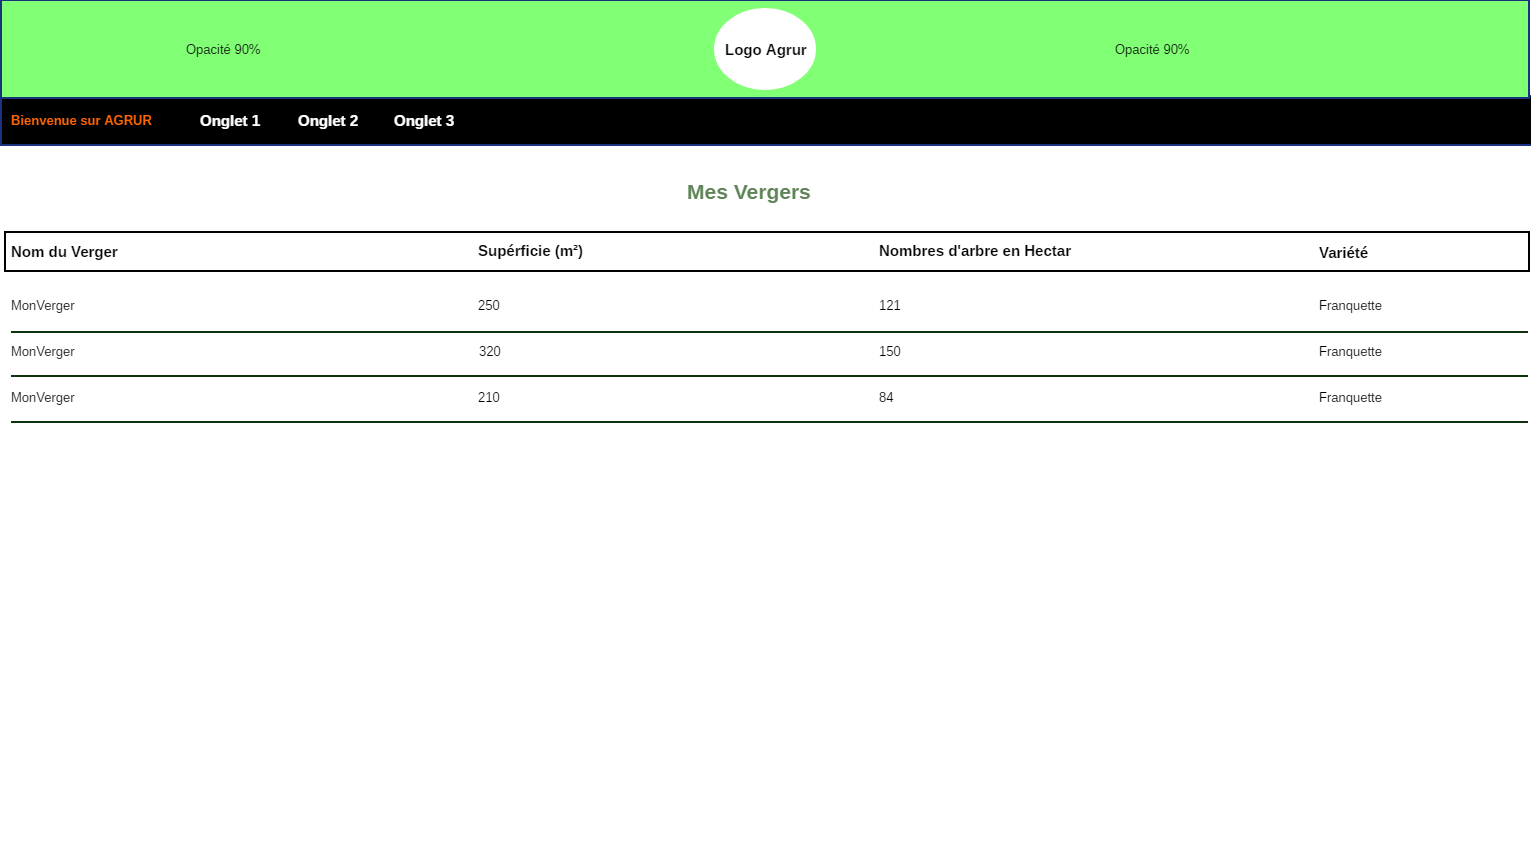 Opacité 90% Logo Agrur Opacité 90%
Bienvenue sur AGRUR Onglet 1 Onglet 2 Onglet 3
Mes Vergers
Nom du Verger Supérficie (m²) Nombres d'arbre en Hectar Variété
MonVerger 250 121 Franquette
MonVerger 320 150 Franquette
MonVerger 210 84 Franquette